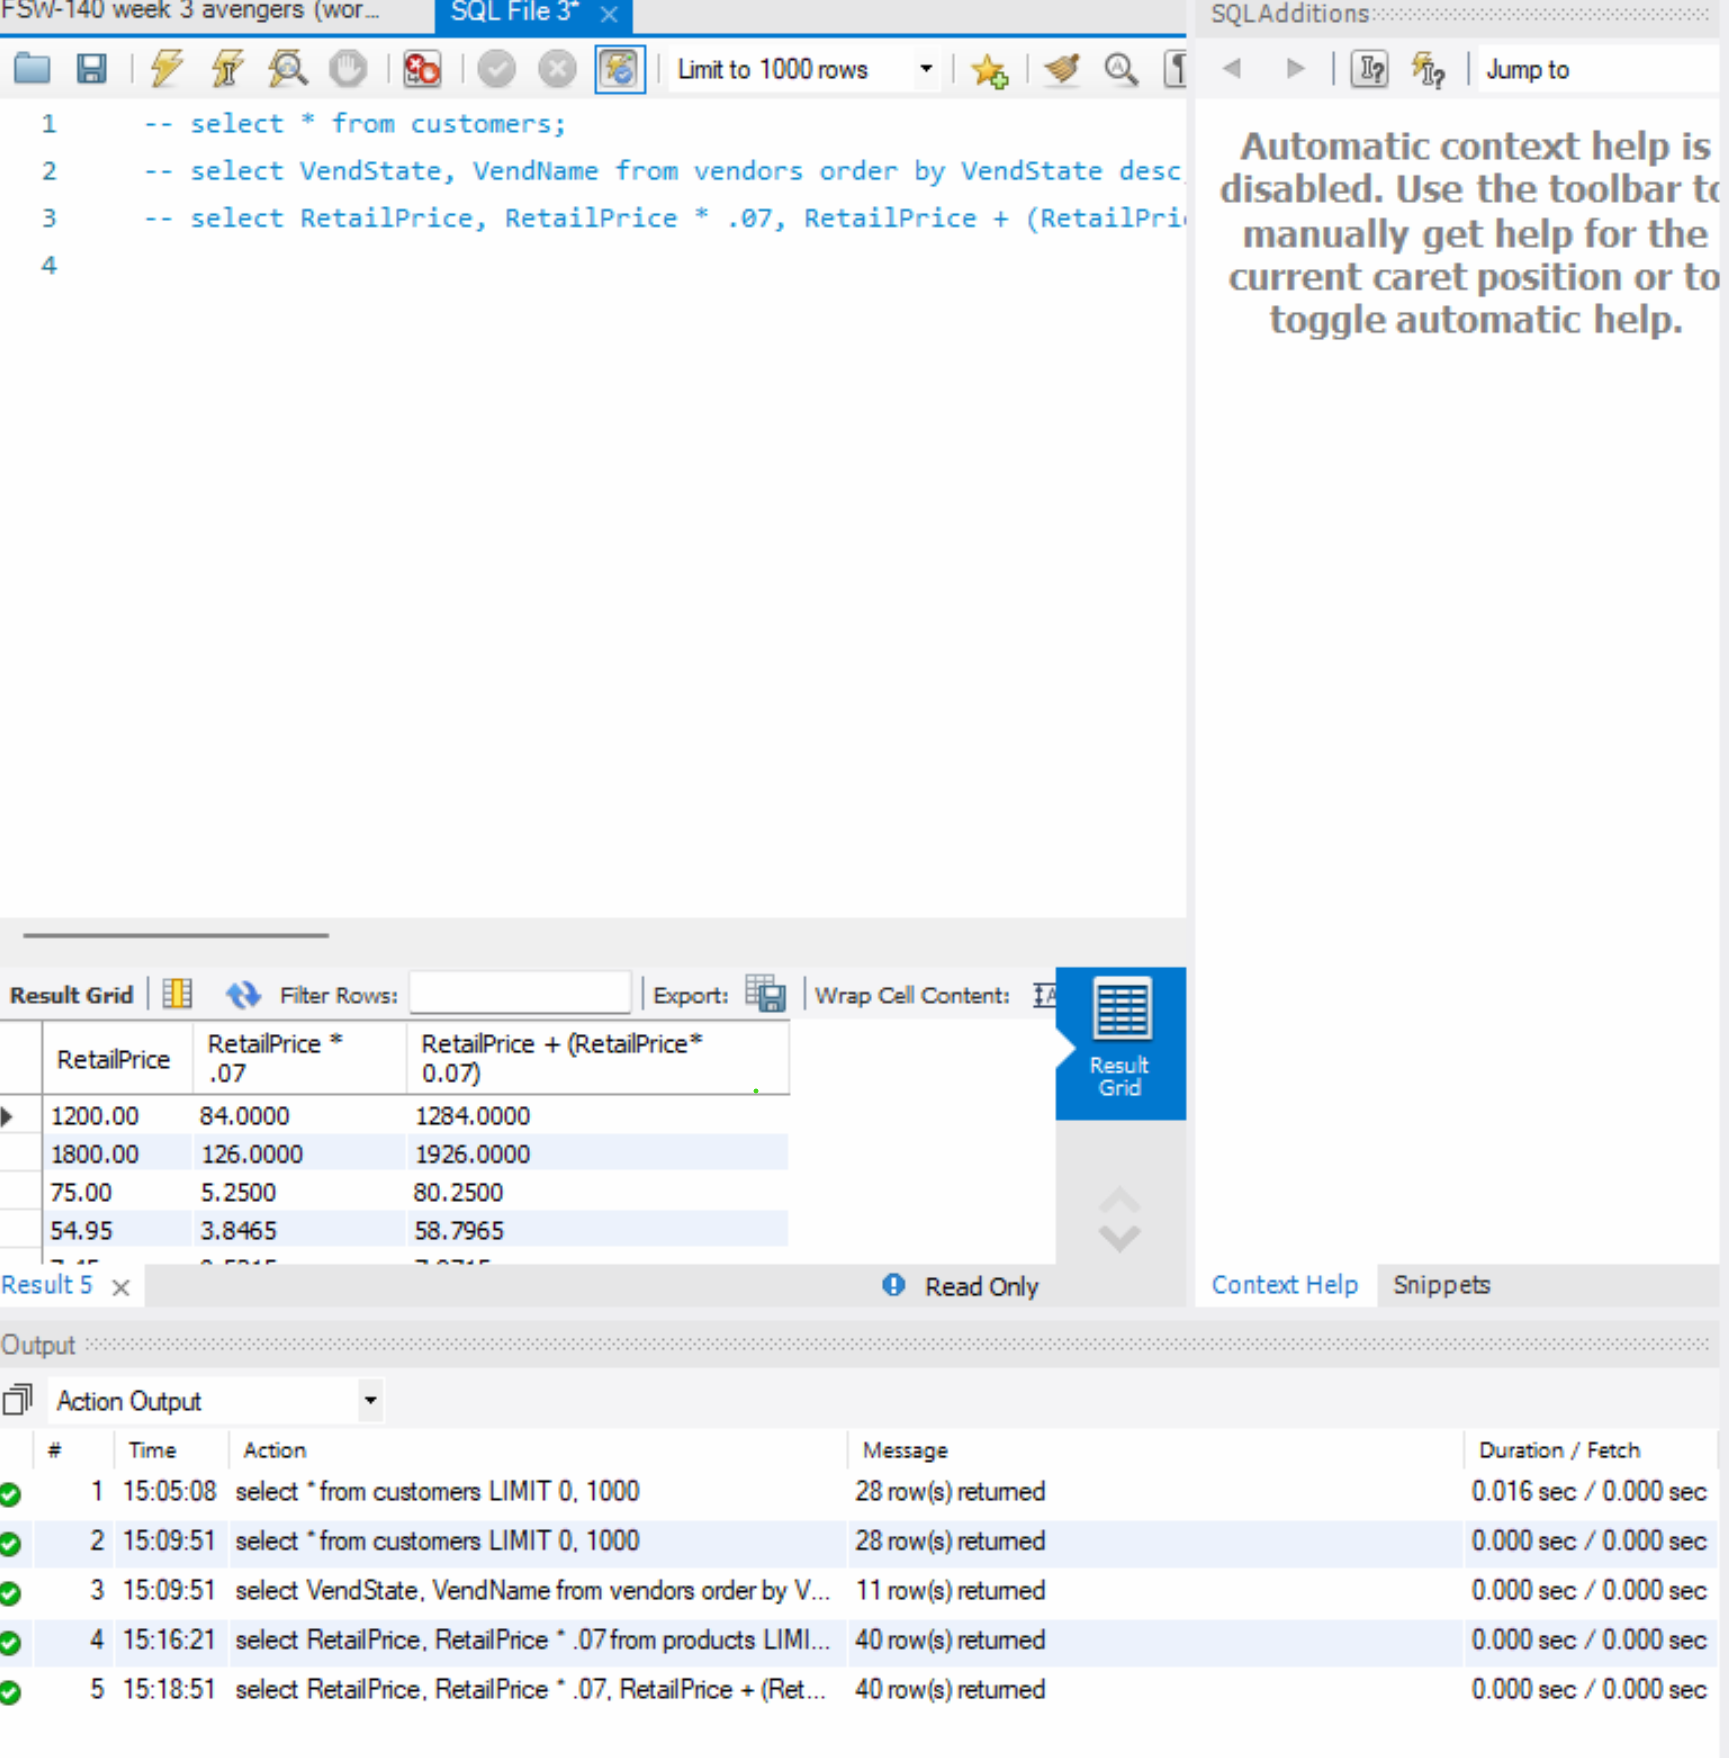 FSW-140 week 3 avengers (wor...
SQL File 3*
SQLAdditions
Limit to 1000 rows
Jump to
1 -- select * from customers;
2 -- select VendState, VendName from vendors order by VendState desc,
3 -- select RetailPrice, RetailPrice * .07, RetailPrice + (RetailPri
4
Automatic context help is
disabled. Use the toolbar to
manually get help for the
current caret position or to
toggle automatic help.
Result Grid
Filter Rows:
Export:
Wrap Cell Content:
Result
Grid
RetailPrice
RetailPrice *
.07
RetailPrice + (RetailPrice*
0.07)
1200.00 84.0000 1284.0000
1800.00 126.0000 1926.0000
75.00 5.2500 80.2500
54.95 3.8465 58.7965
Result 5
Read Only
Context Help
Snippets
Output
Action Output
# Time Action Message Duration / Fetch
1 15:05:08 select * from customers LIMIT 0, 1000 28 row(s) returned 0.016 sec / 0.000 sec
2 15:09:51 select * from customers LIMIT 0, 1000 28 row(s) returned 0.000 sec / 0.000 sec
3 15:09:51 select VendState, VendName from vendors order by V... 11 row(s) returned 0.000 sec / 0.000 sec
4 15:16:21 select RetailPrice, RetailPrice * .07 from products LIMI... 40 row(s) returned 0.000 sec / 0.000 sec
5 15:18:51 select RetailPrice, RetailPrice * .07, RetailPrice + (Ret... 40 row(s) returned 0.000 sec / 0.000 sec